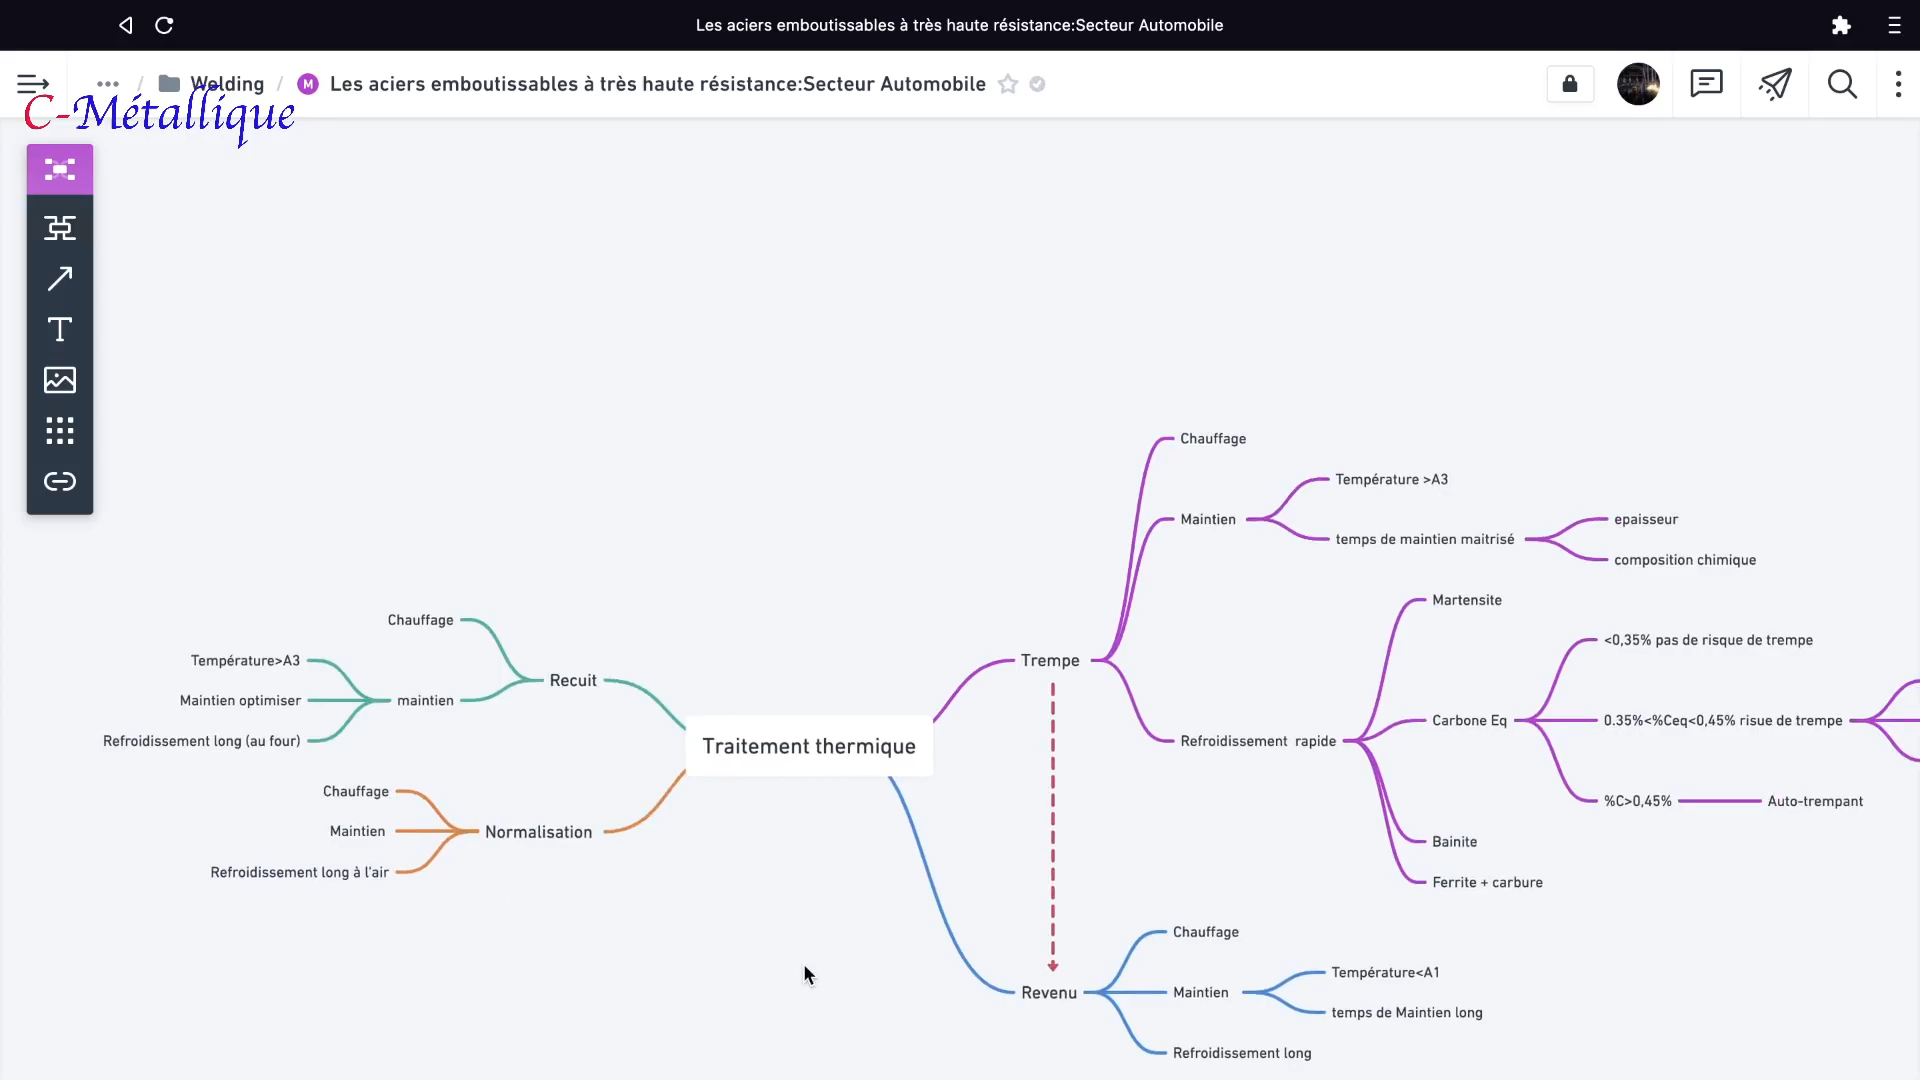 Les aciers emboutissables à très haute résistance:Secteur Automobile
Welding / M Les aciers emboutissables à très haute résistance:Secteur Automobile
C-Métallique
T
Chauffage
Température >A3
Maintien
temps de maintien maitrisé
epaisseur
composition chimique
Martensite
Trempe
<0,35% pas de risque de trempe
Carbone Eq
0.35%<%Ceq<0,45% risue de trempe
Refroidissement rapide
%C>0,45%
Auto-trempant
Bainite
Ferrite + carbure
Chauffage
Température>A3
Recuit
Maintien optimiser
maintien
Refroidissement long (au four)
Traitement thermique
Chauffage
Maintien
Normalisation
Refroidissement long à l'air
Chauffage
Température<A1
Revenu
Maintien
temps de Maintien long
Refroidissement long